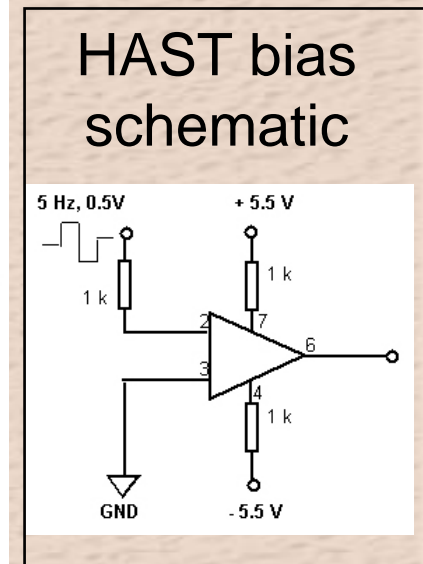 HAST bias
schematic
5 Hz, 0.5V
+ 5.5 V
1 k
1 k
2
7
6
3
4
1 k
GND
- 5.5 V